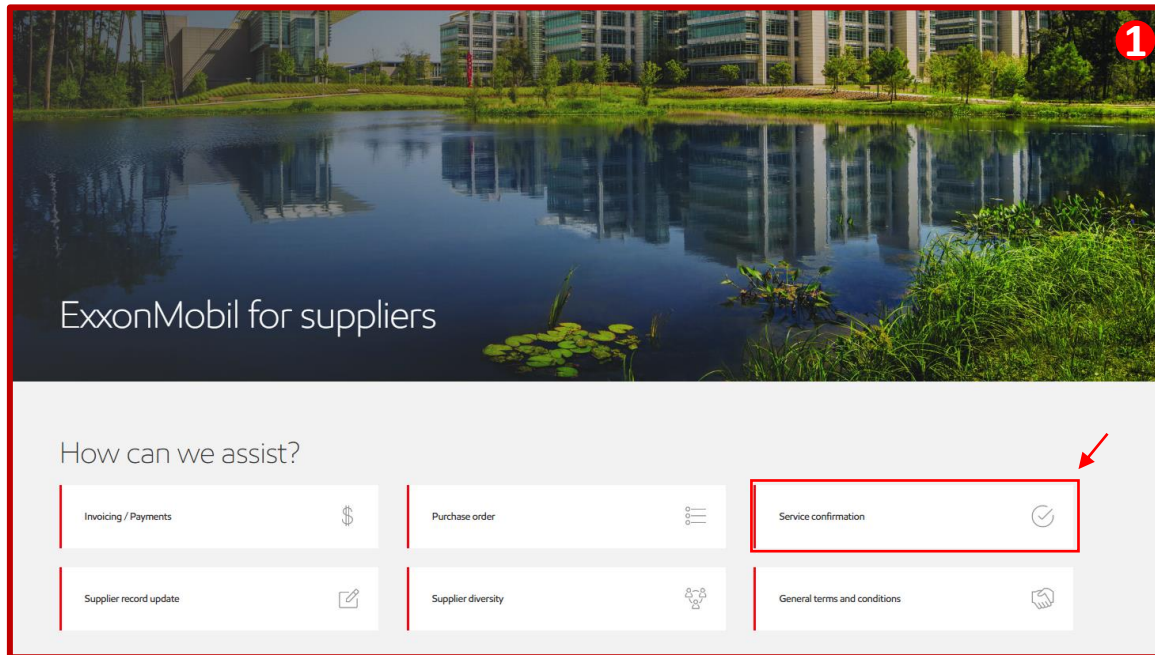 1
ExxonMobil for suppliers
How can we assist?
Invoicing / Payments
Purchase order
Service confirmation
Supplier record update
Supplier diversity
General terms and conditions